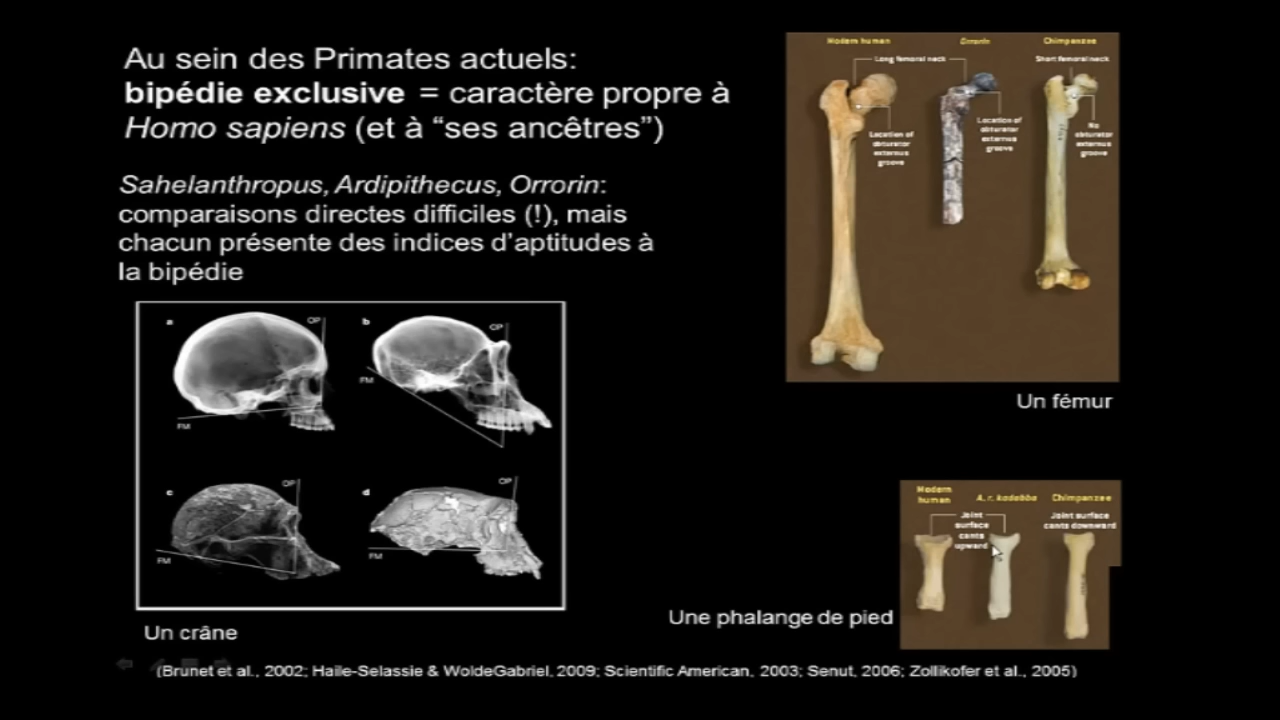 Au sein des Primates actuels:
bipédie exclusive = caractère propre à
Homo sapiens (et à “ses ancêtres”)
Sahelanthropus, Ardipithecus, Orrorin:
comparaisons directes difficiles (!), mais
chacun présente des indices d’aptitudes à
la bipédie
a
OP
FM
b
OP
FM
c
OP
FM
d
OP
FM
Un crâne
Modern human
Orrorin
Chimpanzee
Long femoral neck
Short femoral neck
Location of
obturator
externus
groove
Location of
obturator
externus
groove
No
obturator
externus
groove
Un fémur
Modern
human
A. r. kadabba
Chimpanzee
Joint
surface
cants
upward
Joint surface
cants downward
Une phalange de pied
(Brunet et al., 2002; Haile-Selassie & WoldeGabriel, 2009; Scientific American, 2003; Senut, 2006; Zollikofer et al., 2005)